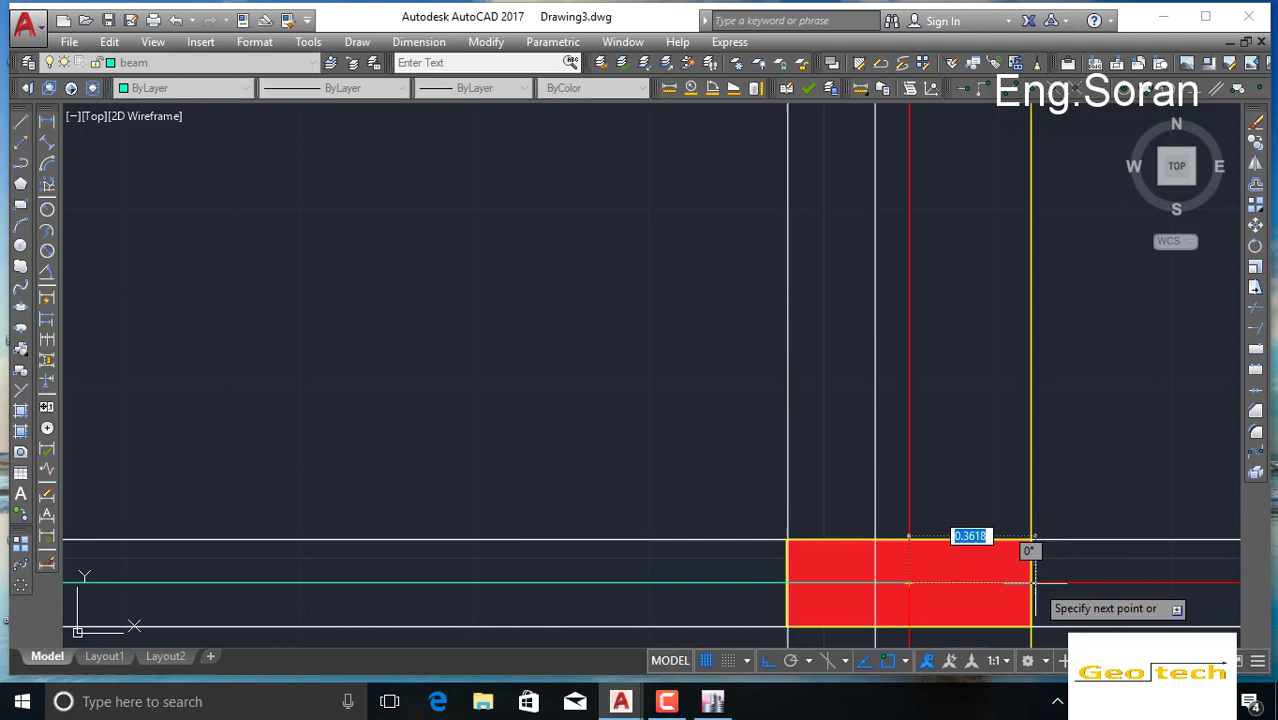 Autodesk AutoCAD 2017 Drawing3.dwg
Type a keyword or phrase
Sign In
File Edit View Insert Format Tools Draw Dimension Modify Parametric Window Help Express
beam
Enter Text
ByLayer
ByLayer
ByLayer
ByColor
Eng.Soran
[−][Top][2D Wireframe]
N
W TOP E
S
WCS
0.3618
0°
Specify next point or
Y
X
Model Layout1 Layout2
MODEL
1:1
Geotech
Type here to search
4